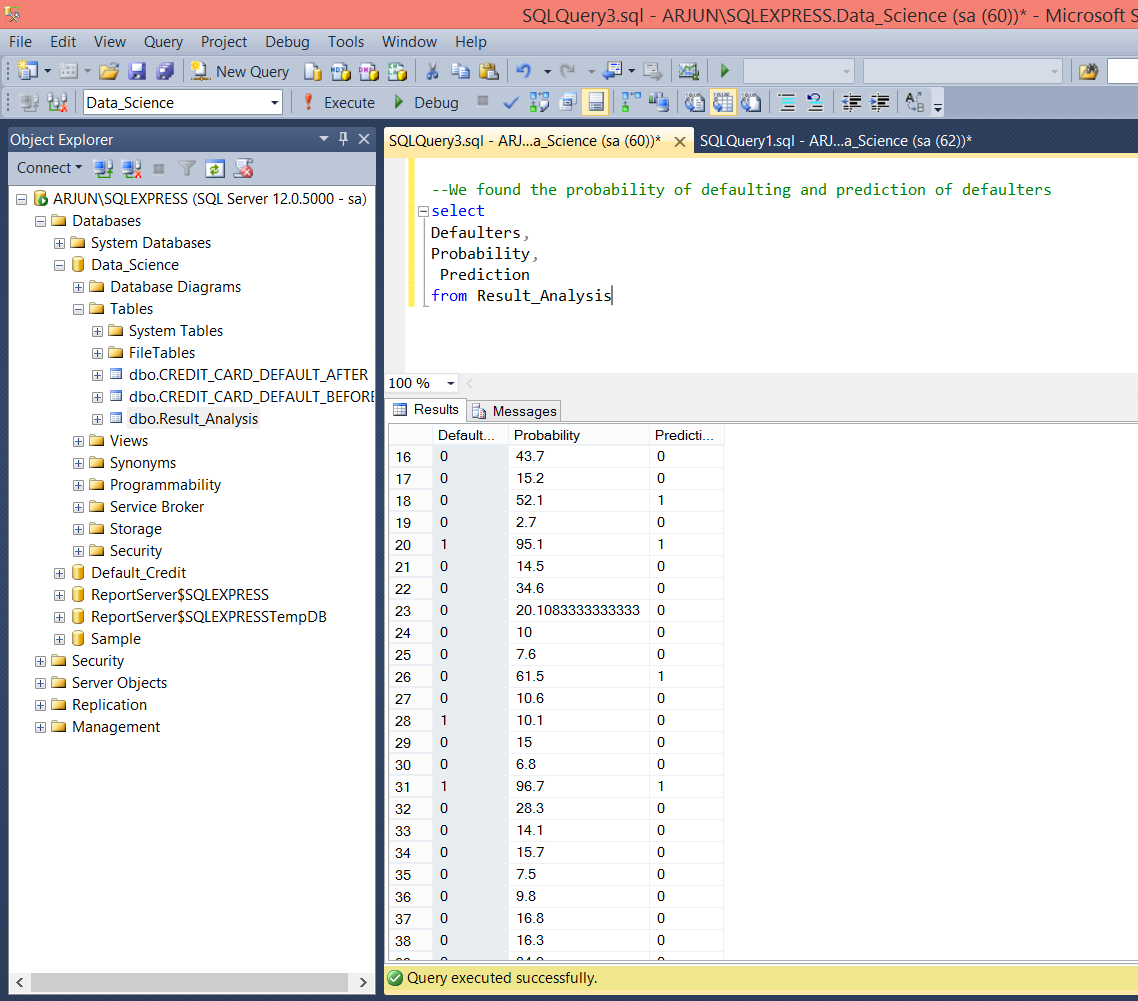 SQLQuery3.sql - ARJUN\SQLEXPRESS.Data_Science (sa (60))* - Microsoft S
File Edit View Query Project Debug Tools Window Help
New Query
Data_Science Execute Debug
Object Explorer
Connect
ARJUN\SQLEXPRESS (SQL Server 12.0.5000 - sa)
Databases
System Databases
Data_Science
Database Diagrams
Tables
System Tables
FileTables
dbo.CREDIT_CARD_DEFAULT_AFTER
dbo.CREDIT_CARD_DEFAULT_BEFORE
dbo.Result_Analysis
Views
Synonyms
Programmability
Service Broker
Storage
Security
Default_Credit
ReportServer$SQLEXPRESS
ReportServer$SQLEXPRESSTempDB
Sample
Security
Server Objects
Replication
Management
SQLQuery3.sql - ARJ...a_Science (sa (60))* SQLQuery1.sql - ARJ...a_Science (sa (62))*
--We found the probability of defaulting and prediction of defaulters
select
Defaulters,
Probability,
Prediction
from Result_Analysis
100 %
Results Messages
Default... Probability Predicti...
16 0 43.7 0
17 0 15.2 0
18 0 52.1 1
19 0 2.7 0
20 1 95.1 1
21 0 14.5 0
22 0 34.6 0
23 0 20.1083333333333 0
24 0 10 0
25 0 7.6 0
26 0 61.5 1
27 0 10.6 0
28 1 10.1 0
29 0 15 0
30 0 6.8 0
31 1 96.7 1
32 0 28.3 0
33 0 14.1 0
34 0 15.7 0
35 0 7.5 0
36 0 9.8 0
37 0 16.8 0
38 0 16.3 0
Query executed successfully.